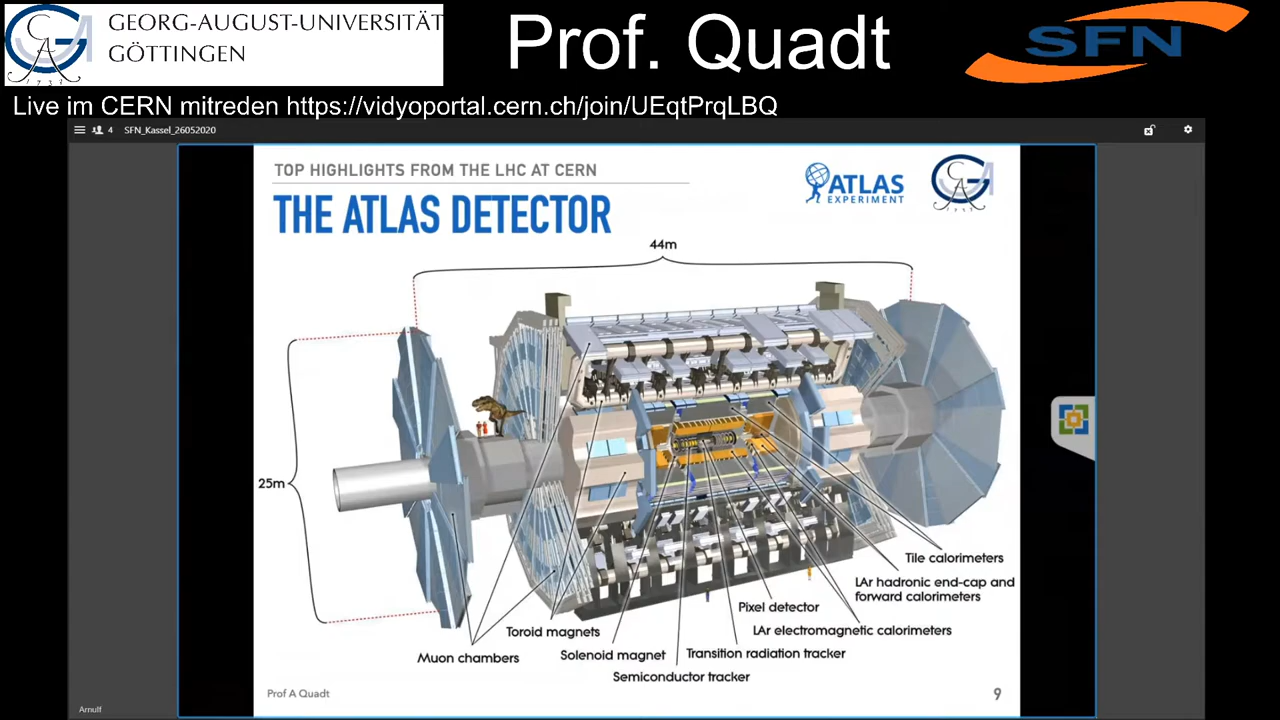 GEORG-AUGUST-UNIVERSITÄT
GÖTTINGEN
Prof. Quadt
SFN
Live im CERN mitreden https://vidyoportal.cern.ch/join/UEqtPrqLBQ
4 SFN_Kassel_26052020
TOP HIGHLIGHTS FROM THE LHC AT CERN
THE ATLAS DETECTOR
ATLAS
EXPERIMENT
44m
25m
Tile calorimeters
LAr hadronic end-cap and
forward calorimeters
Pixel detector
LAr electromagnetic calorimeters
Toroid magnets
Transition radiation tracker
Solenoid magnet
Muon chambers
Semiconductor tracker
Prof A Quadt
9
Arnulf